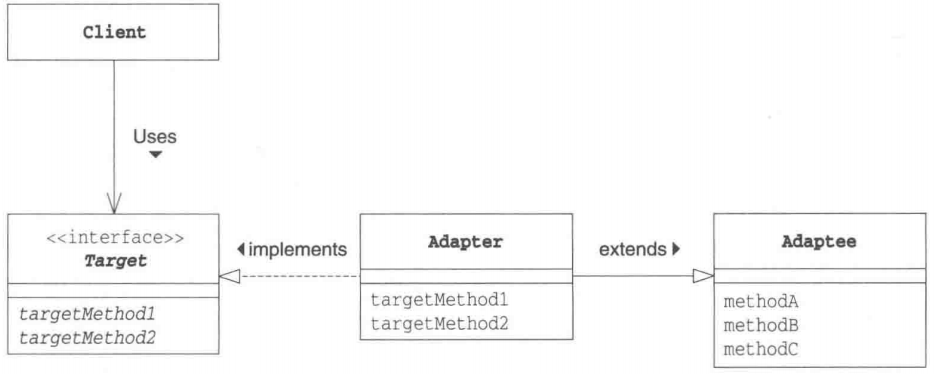 Client
Uses
<<interface>>
Target
targetMethod1
targetMethod2
implements
Adapter
targetMethod1
targetMethod2
extends
Adaptee
methodA
methodB
methodC